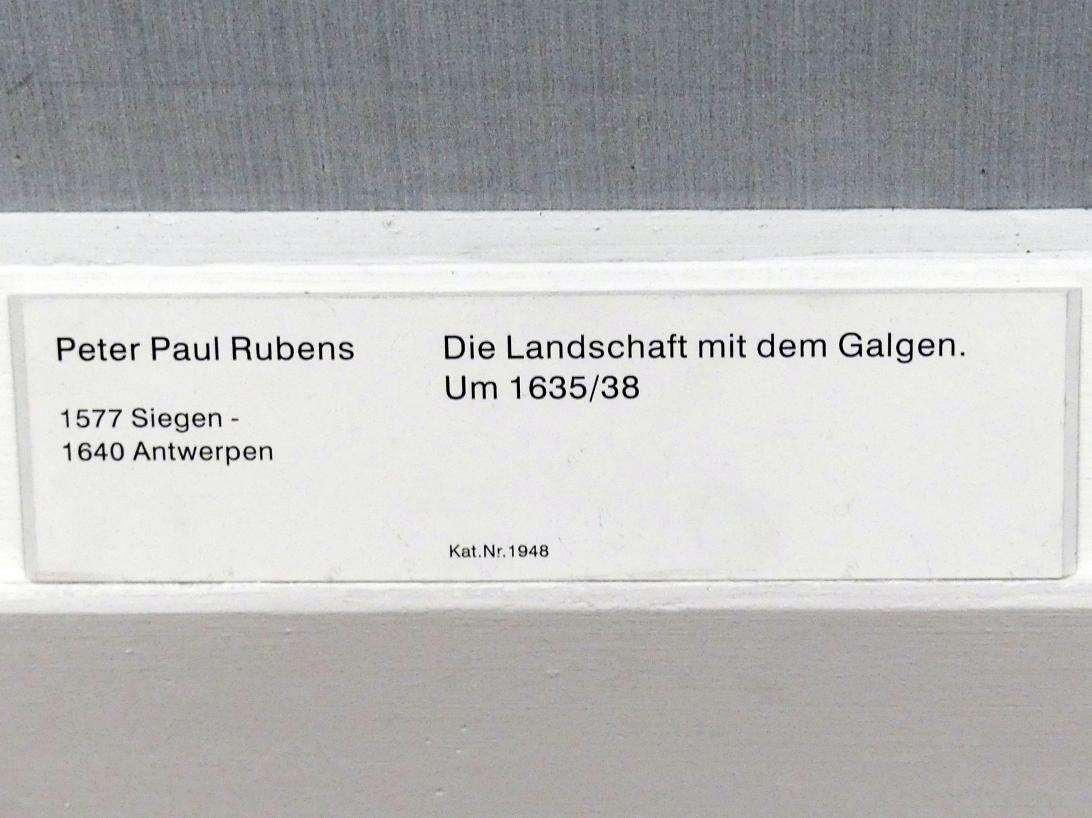 Peter Paul Rubens
1577 Siegen -
1640 Antwerpen
Die Landschaft mit dem Galgen.
Um 1635/38
Kat.Nr.1948